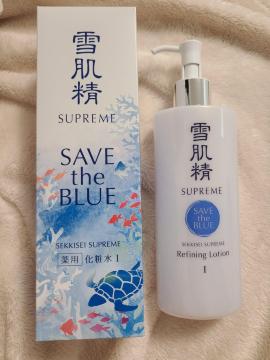 雪肌精
SUPREME
SAVE
the
BLUE
SEKKISEI SUPREME
薬用 化粧水 I
雪肌精
SUPREME
SAVE
the
BLUE
SEKKISEI SUPREME
Refining Lotion
I